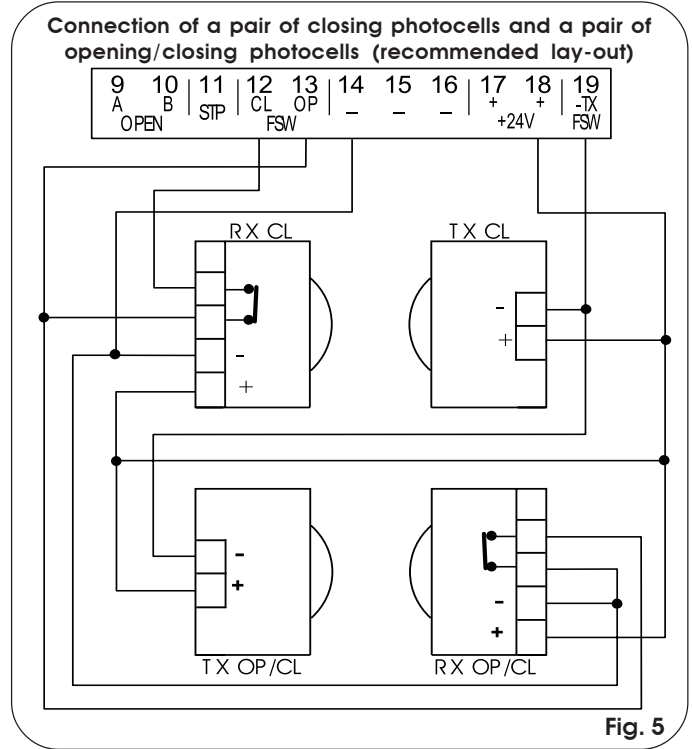 Connection of a pair of closing photocells and a pair of
opening/closing photocells (recommended lay-out)
9 10 11 12 13 14 15 16 17 18 19
A B STP CL OP – – – + + -TX
OPEN FSW +24V FSW
RX CL TX CL
-
+
-
+
-
+
-
+
TX OP/CL RX OP/CL
Fig. 5